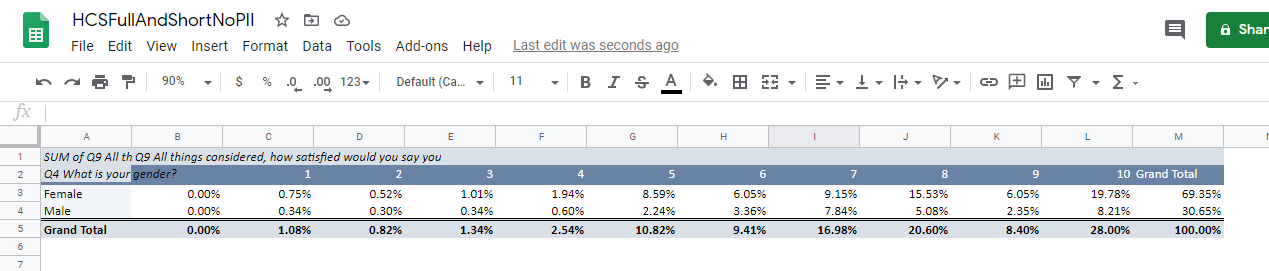 HCSFullAndShortNoPII
File Edit View Insert Format Data Tools Add-ons Help Last edit was seconds ago
Shar
90% $ % .0 .00 123 Default (Ca... 11 B I S A
fx
A B C D E F G H I J K L M N
1 SUM of Q9 All th Q9 All things considered, how satisfied would you say you
2 Q4 What is your gender? 1 2 3 4 5 6 7 8 9 10 Grand Total
3 Female 0.00% 0.75% 0.52% 1.01% 1.94% 8.59% 6.05% 9.15% 15.53% 6.05% 19.78% 69.35%
4 Male 0.00% 0.34% 0.30% 0.34% 0.60% 2.24% 3.36% 7.84% 5.08% 2.35% 8.21% 30.65%
5 Grand Total 0.00% 1.08% 0.82% 1.34% 2.54% 10.82% 9.41% 16.98% 20.60% 8.40% 28.00% 100.00%
6
7